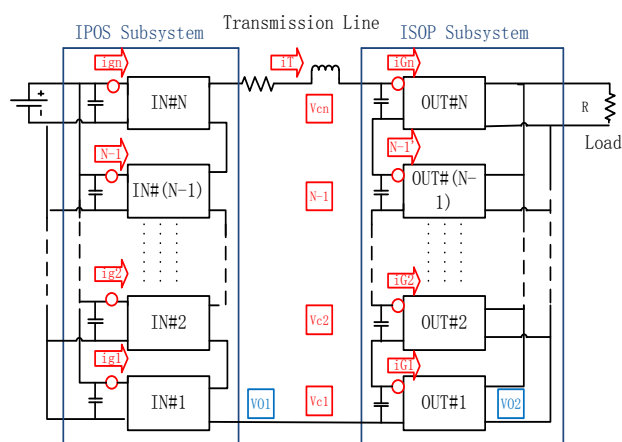 Transmission Line
IPOS Subsystem
ISOP Subsystem
ign
iT
iGn
IN#N
Vcn
OUT#N
R
Load
N-1
N-1'
IN#(N-1)
N-1
OUT#(N-
1)
ig2
iG2
IN#2
Vc2
OUT#2
ig1
iG1
IN#1
VO1
Vc1
OUT#1
VO2